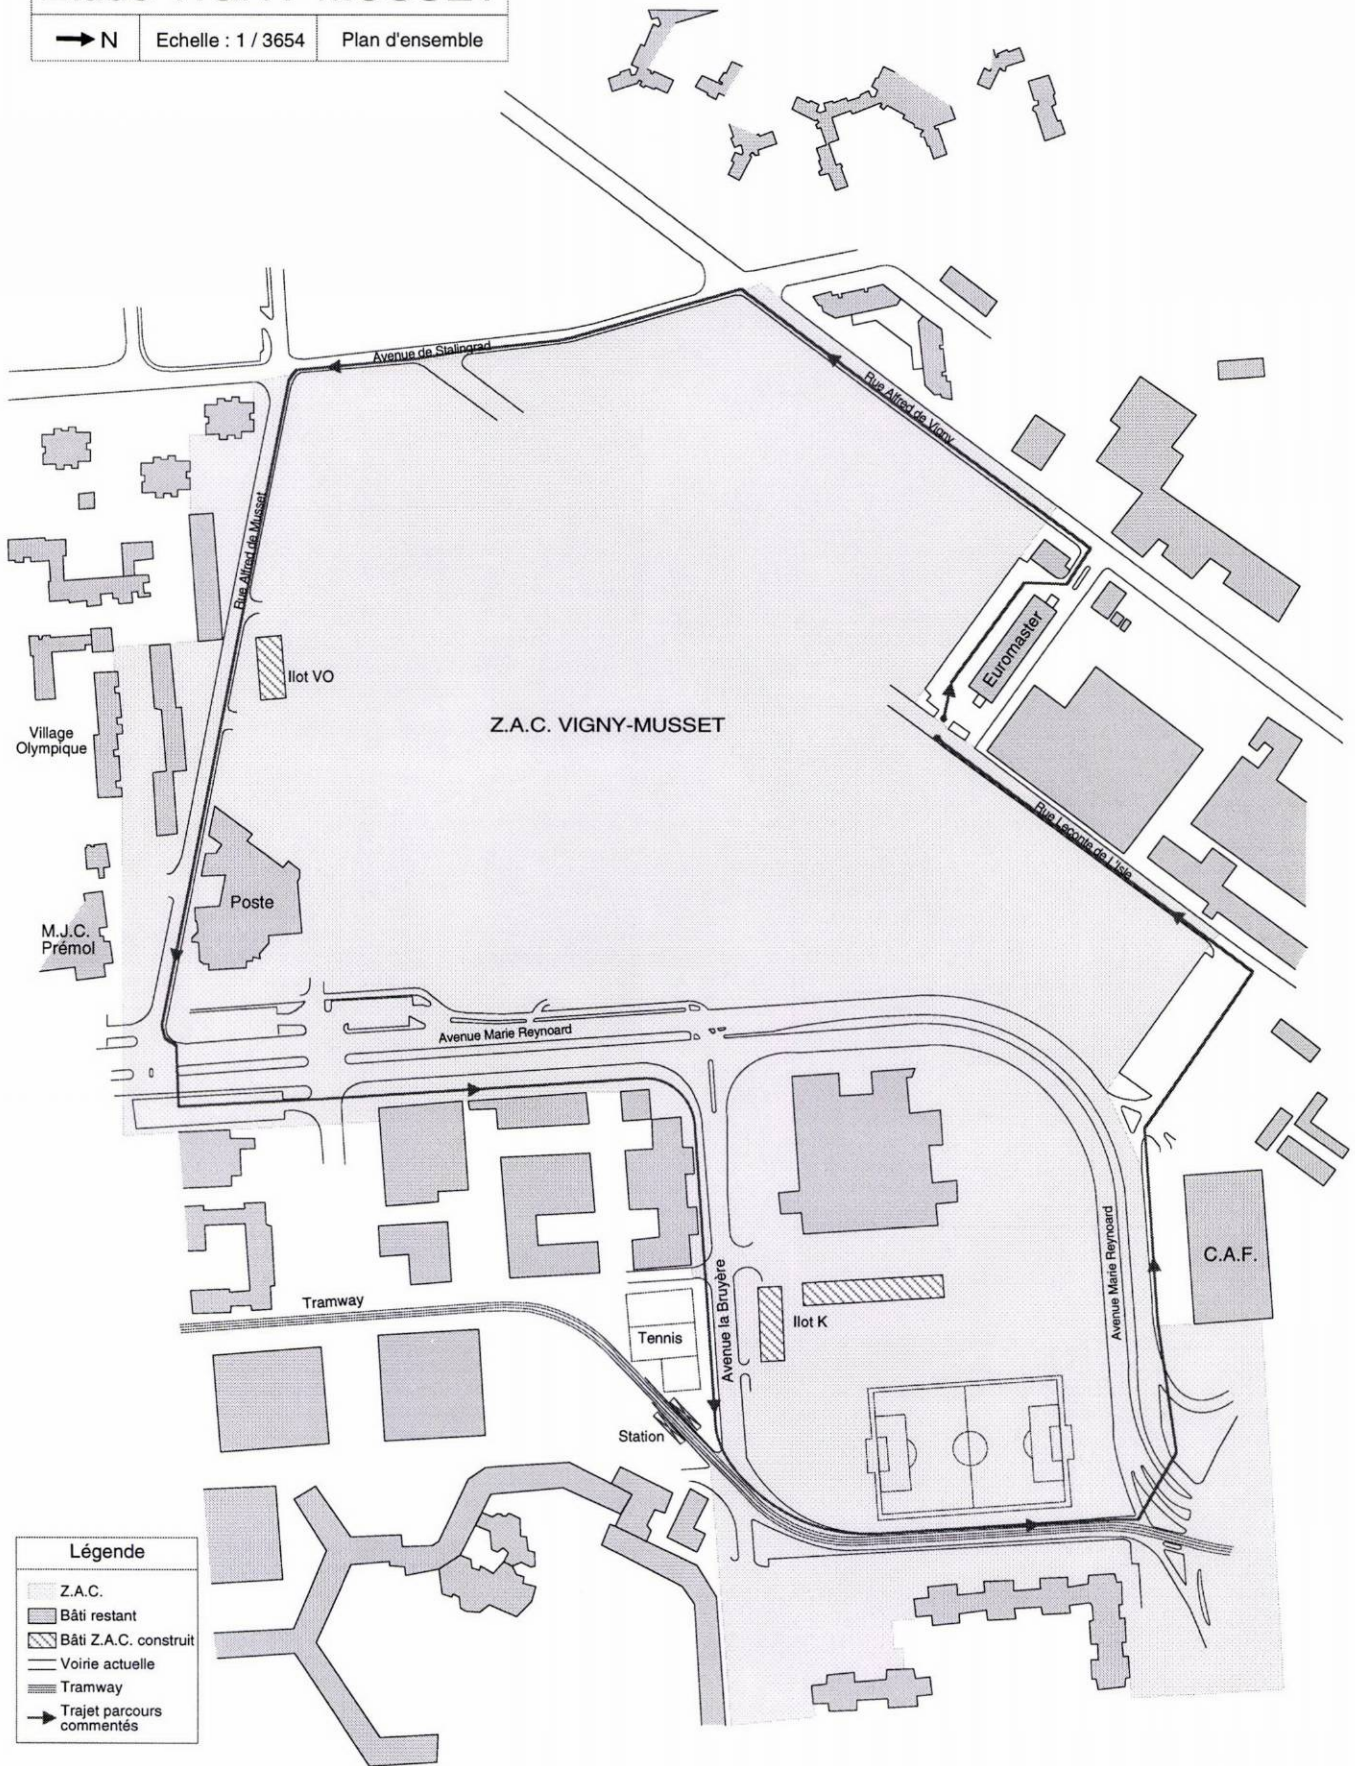 N
Echelle : 1 / 3654
Plan d'ensemble
Avenue de Stalingrad
Rue Alfred de Vigny
Rue Alfred de Musset
Euromaster
Ilot VO
Z.A.C. VIGNY-MUSSET
Village
Olympique
Rue Leconte de L'Isle
Poste
M.J.C.
Prémol
Avenue Marie Reynoard
Avenue Marie Reynoard
C.A.F.
Tramway
Avenue la Bruyère
Ilot K
Tennis
Station
Légende
Z.A.C.
Bâti restant
Bâti Z.A.C. construit
Voirie actuelle
Tramway
Trajet parcours
commentés